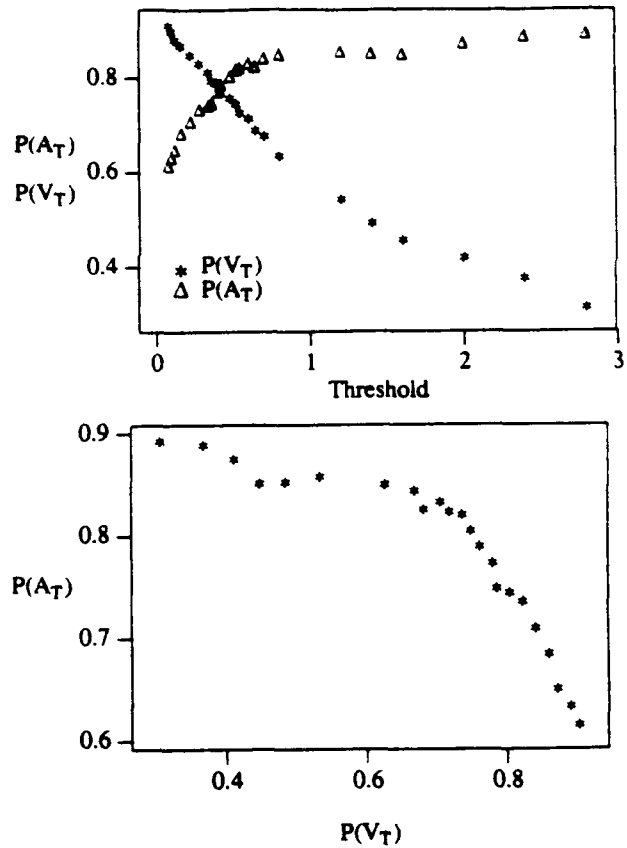 0.8
P(A_T)
0.6
P(V_T)
0.4
* P(V_T)
Δ P(A_T)
0 1 2 3
Threshold
0.9
0.8
P(A_T)
0.7
0.6
0.4 0.6 0.8
P(V_T)